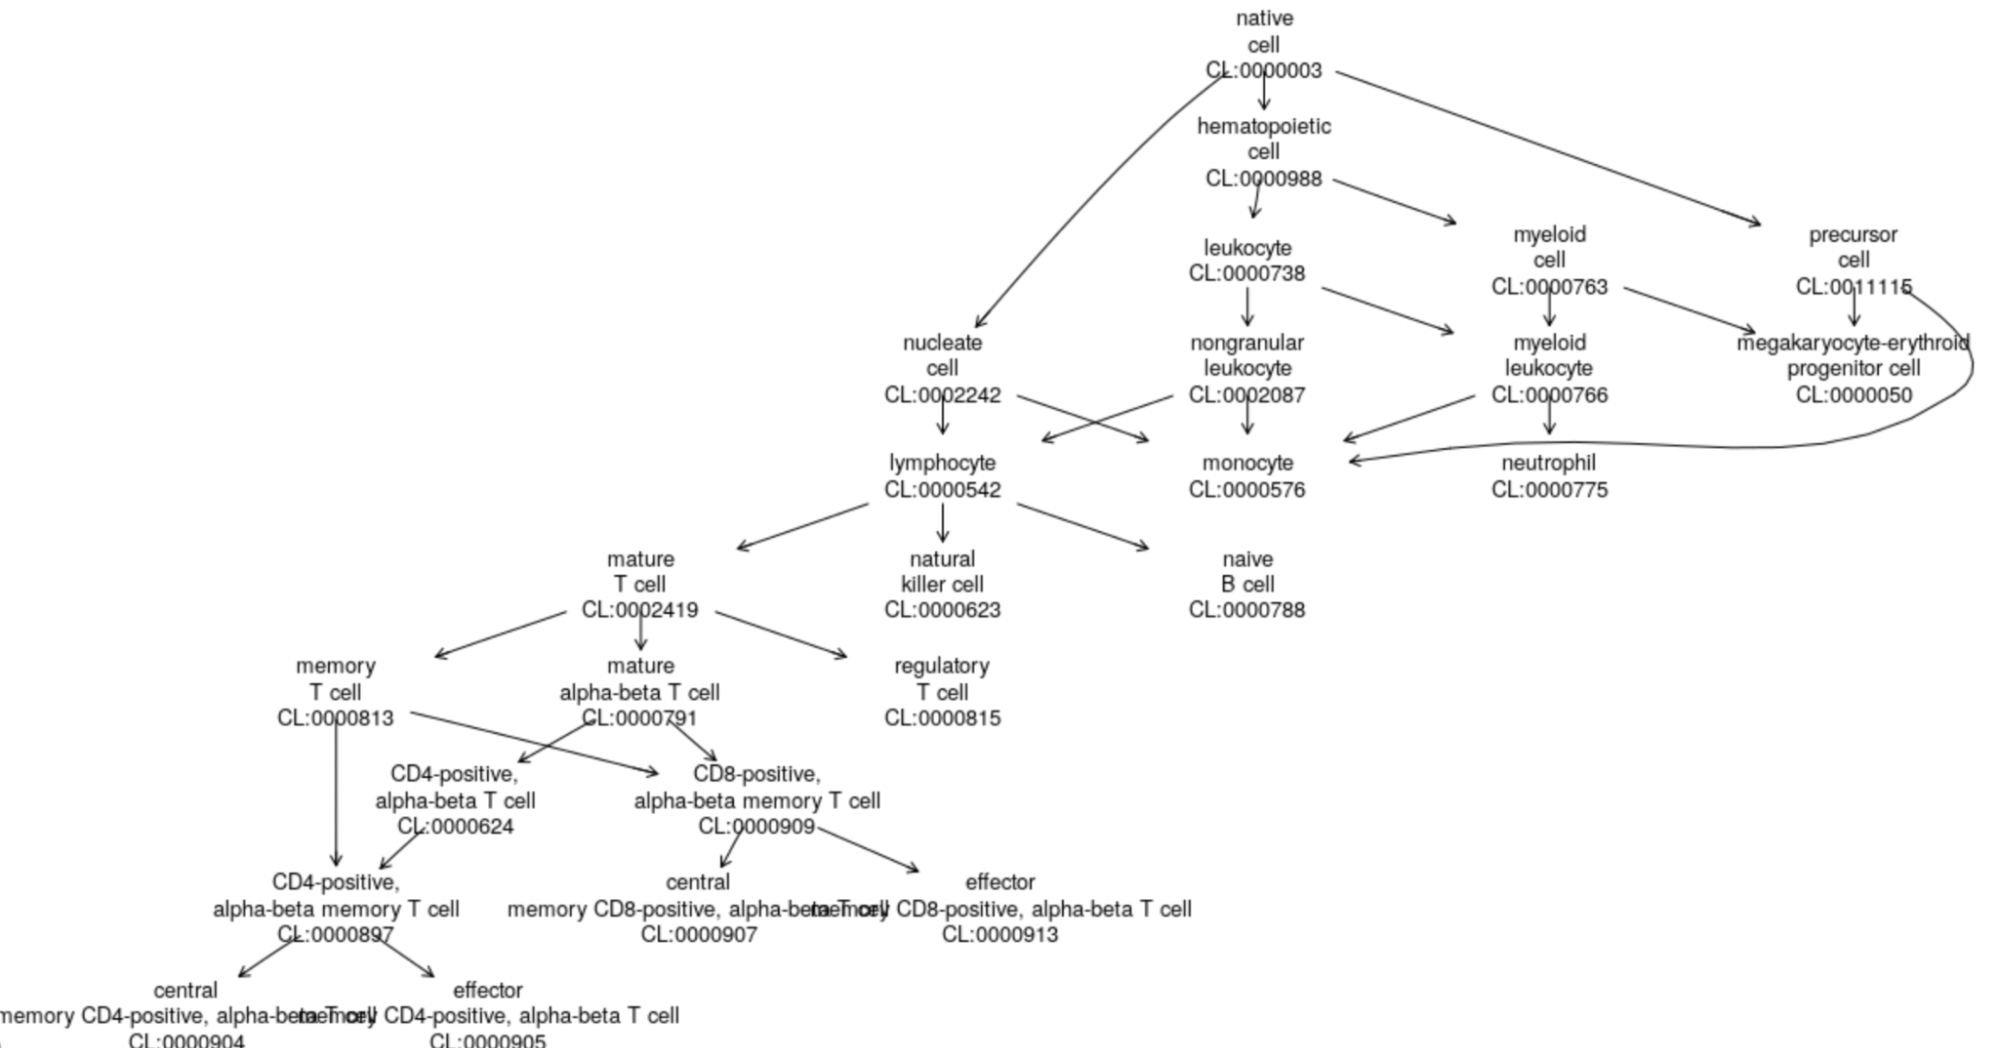 native
cell
CL:0000003
hematopoietic
cell
CL:0000988
leukocyte
CL:0000738
myeloid
cell
CL:0000763
precursor
cell
CL:0011115
nucleate
cell
CL:0002242
nongranular
leukocyte
CL:0002087
myeloid
leukocyte
CL:0000766
megakaryocyte-erythroid
progenitor cell
CL:0000050
lymphocyte
CL:0000542
monocyte
CL:0000576
neutrophil
CL:0000775
mature
T cell
CL:0002419
natural
killer cell
CL:0000623
naive
B cell
CL:0000788
memory
T cell
CL:0000813
mature
alpha-beta T cell
CL:0000791
regulatory
T cell
CL:0000815
CD4-positive,
alpha-beta T cell
CL:0000624
CD8-positive,
alpha-beta memory T cell
CL:0000909
CD4-positive,
alpha-beta memory T cell
CL:0000897
central
memory CD8-positive, alpha-beta T cell
CL:0000907
effector
memory CD8-positive, alpha-beta T cell
CL:0000913
central
memory CD4-positive, alpha-beta T cell
CL:0000904
effector
memory CD4-positive, alpha-beta T cell
CL:0000905